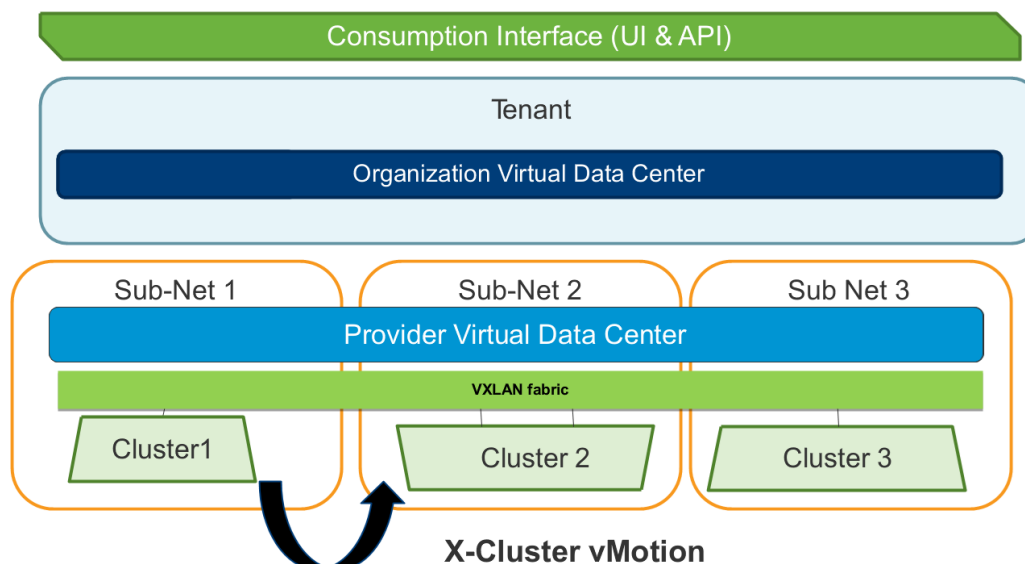 Consumption Interface (UI & API)
Tenant
Organization Virtual Data Center
Sub-Net 1
Sub-Net 2
Sub Net 3
Provider Virtual Data Center
VXLAN fabric
Cluster1
Cluster 2
Cluster 3
X-Cluster vMotion